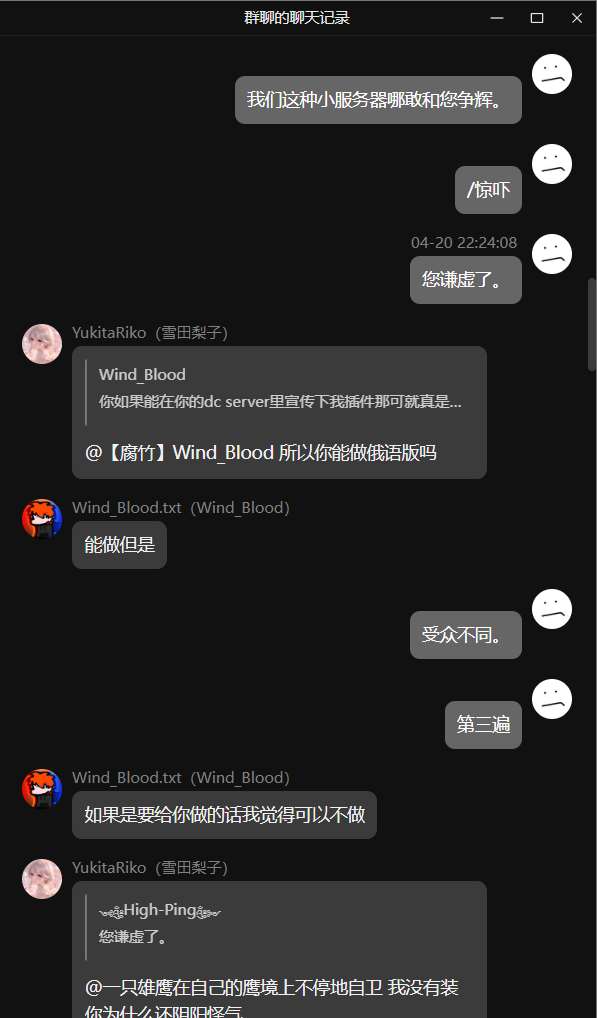 群聊的聊天记录
我们这种小服务器哪敢和您争辉。
/惊吓
04-20 22:24:08
您谦虚了。
YukitaRiko（雪田梨子）
Wind_Blood
你如果能在你的dc server里宣传下我插件那可就真是...
@【腐竹】Wind_Blood 所以你能做俄语版吗
Wind_Blood.txt（Wind_Blood）
能做但是
受众不同。
第三遍
Wind_Blood.txt（Wind_Blood）
如果是要给你做的话我觉得可以不做
YukitaRiko（雪田梨子）
High-Ping
您谦虚了。
@一只雄鹰在自己的鹰境上不停地自卫 我没有装
你为什么还阴阳怪气